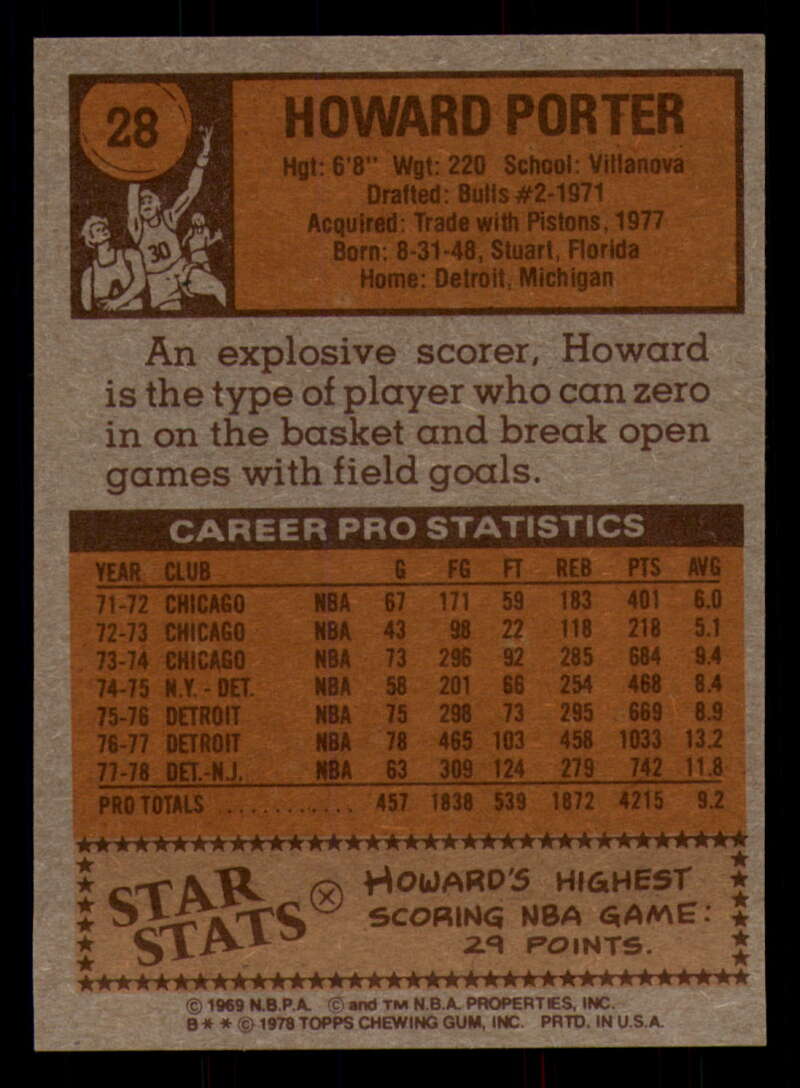 28
HOWARD PORTER
Hgt: 6'8" Wgt: 220 School: Villanova
Drafted: Bulls #2-1971
Acquired: Trade with Pistons, 1977
Born: 8-31-48, Stuart, Florida
Home: Detroit, Michigan
30
A
An explosive scorer, Howard
is the type of player who can zero
in on the basket and break open
games with field goals.
CAREER PRO STATISTICS
YEAR CLUB G FG FT REB PTS AVG
71-72 CHICAGO NBA 67 171 59 183 401 6.0
72-73 CHICAGO NBA 43 98 22 118 218 5.1
73-74 CHICAGO NBA 73 296 92 285 684 9.4
74-75 N.Y. - DET. NBA 58 201 66 254 468 8.4
75-76 DETROIT NBA 75 298 73 295 669 8.9
76-77 DETROIT NBA 78 465 103 458 1033 13.2
77-78 DET.-N.J. NBA 63 309 124 279 742 11.8
PRO TOTALS ............ 457 1838 539 1872 4215 9.2
STAR STATS
HOWARD'S HIGHEST
SCORING NBA GAME:
29 POINTS.
© 1969 N.B.P.A. © and TM N.B.A. PROPERTIES, INC.
B * * © 1978 TOPPS CHEWING GUM, INC. PRTD. IN U.S.A.